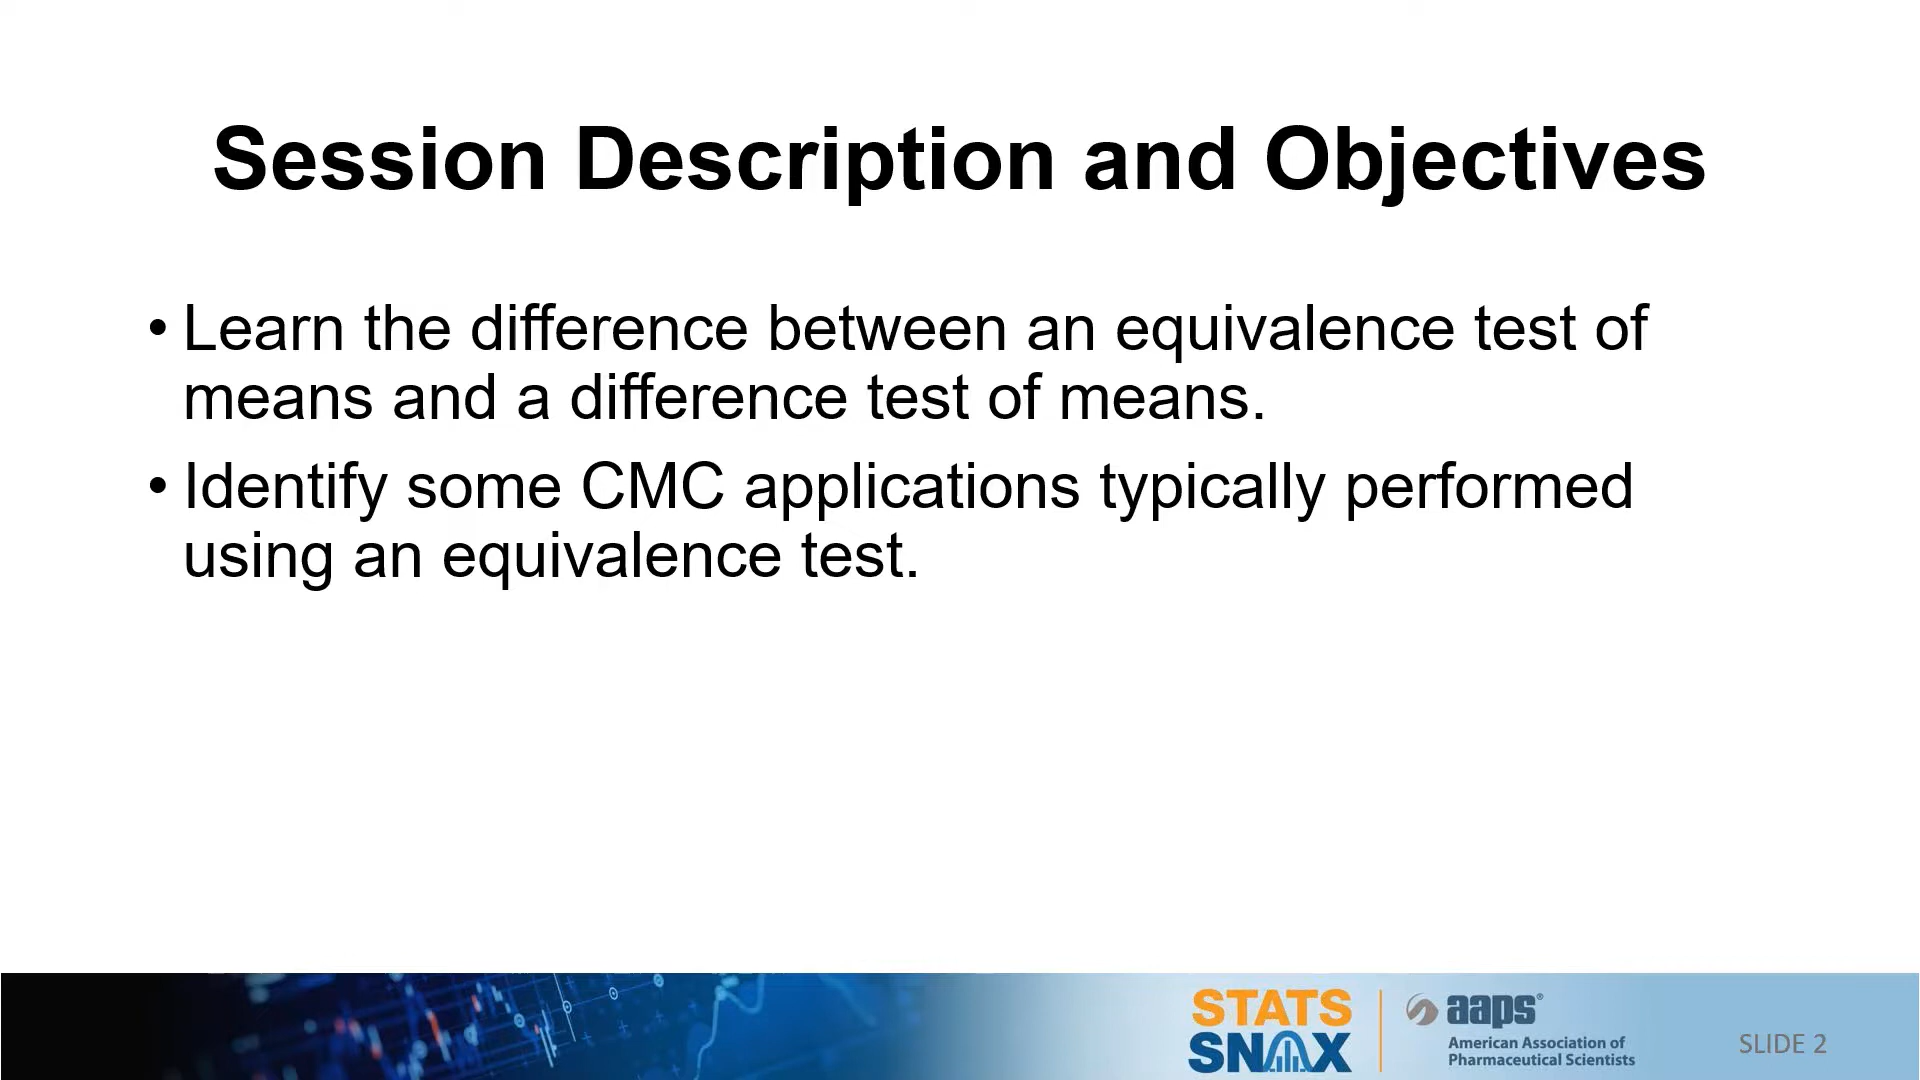 Session Description and Objectives
• Learn the difference between an equivalence test of
means and a difference test of means.
• Identify some CMC applications typically performed
using an equivalence test.
STATS
SNAX
aaps®
American Association of
Pharmaceutical Scientists
SLIDE 2